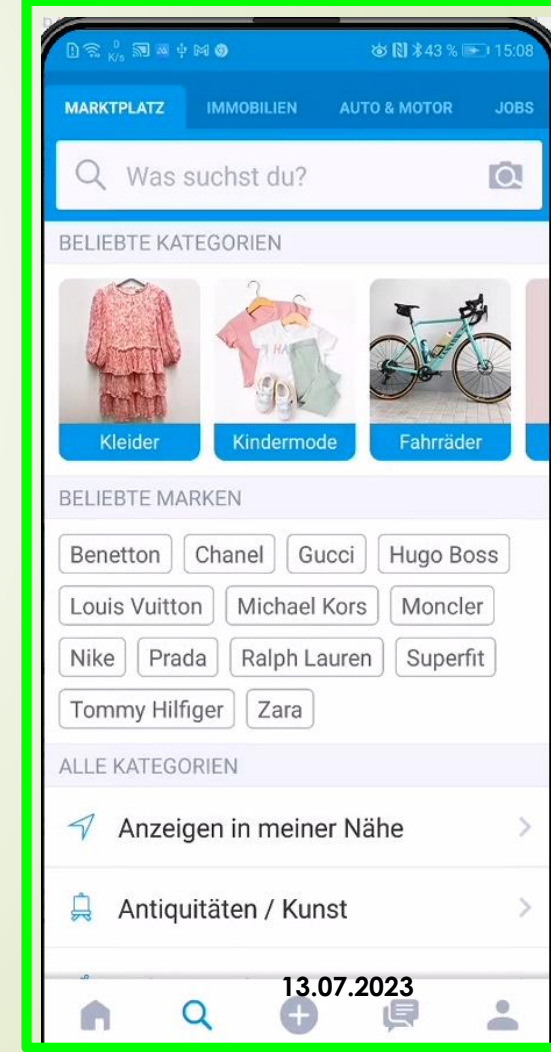 D
K/s
43 % 15:08
MARKTPLATZ IMMOBILIEN AUTO & MOTOR JOBS
Was suchst du?
BELIEBTE KATEGORIEN
HA
Kleider Kindermode Fahrräder
BELIEBTE MARKEN
Benetton Chanel Gucci Hugo Boss
Louis Vuitton Michael Kors Moncler
Nike Prada Ralph Lauren Superfit
Tommy Hilfiger Zara
ALLE KATEGORIEN
Anzeigen in meiner Nähe
Antiquitäten / Kunst
13.07.2023